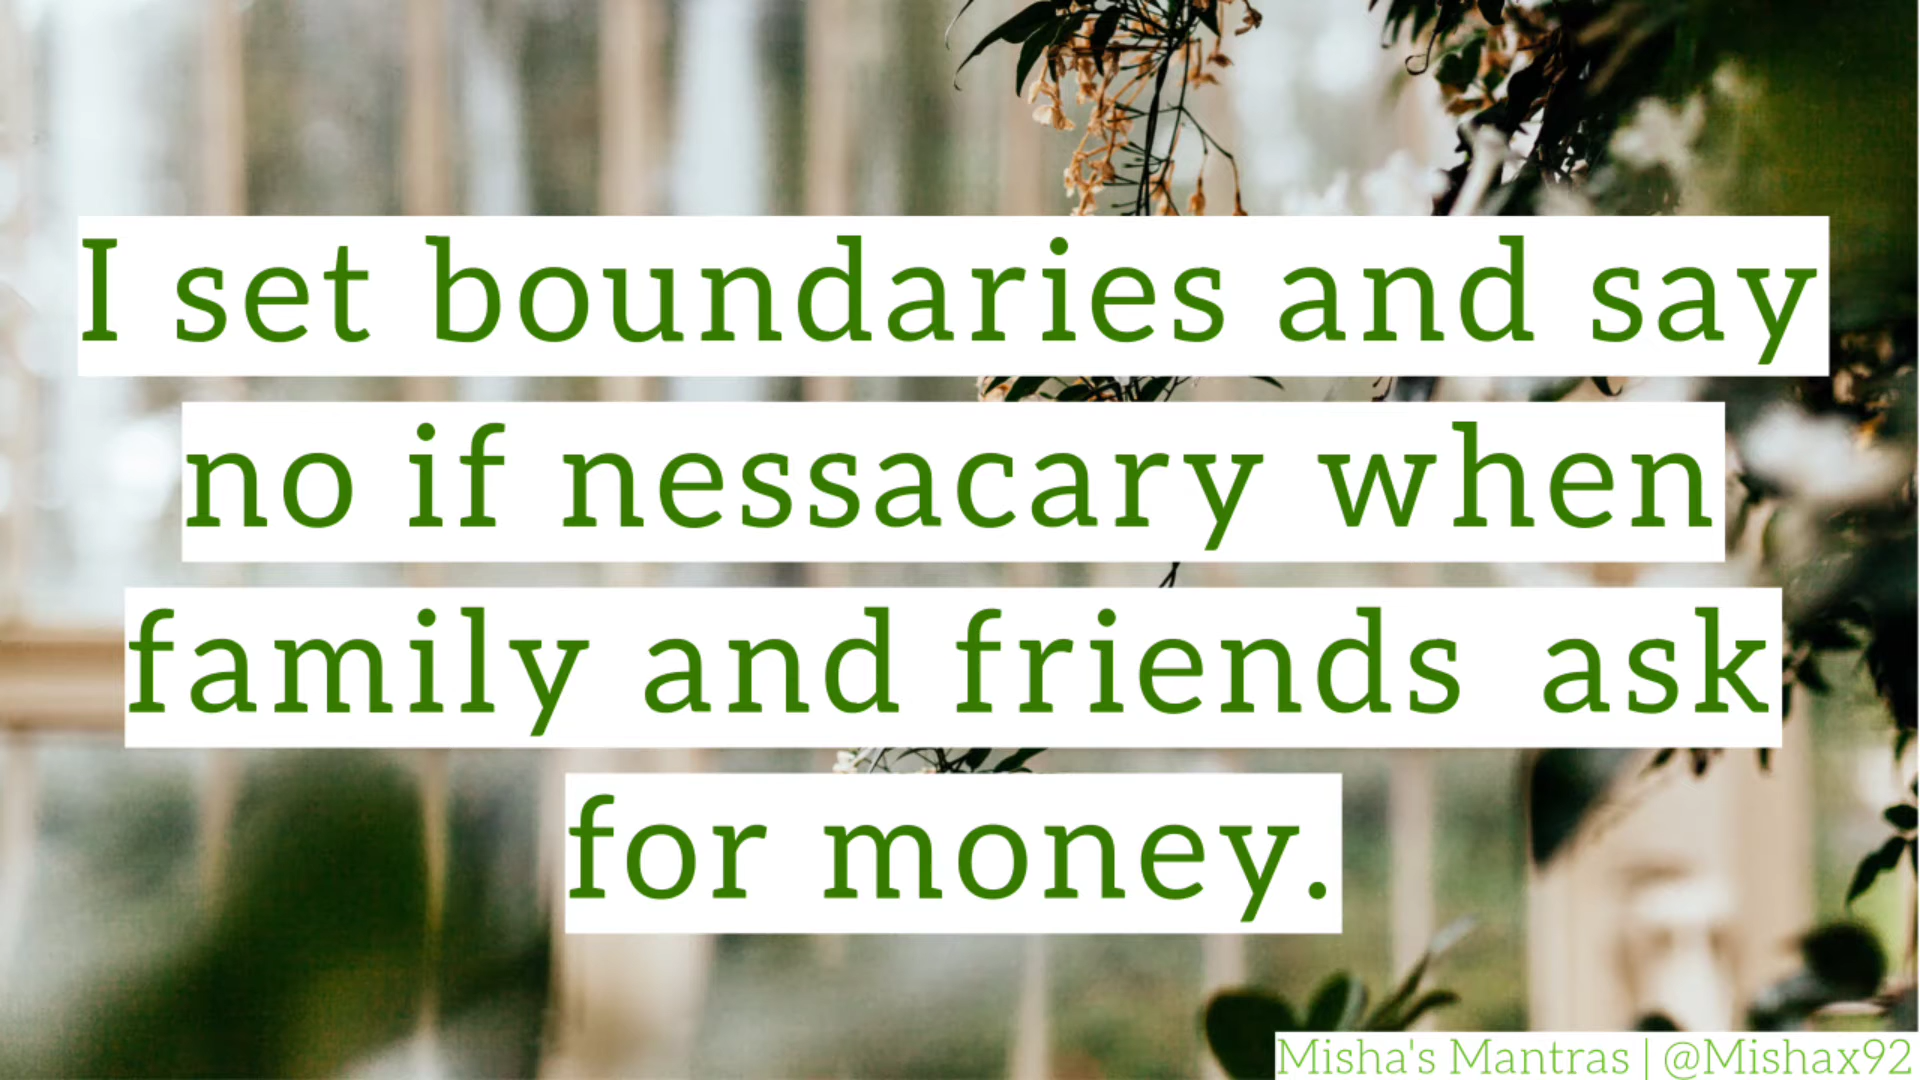 I set boundaries and say
no if nessacary when
family and friends ask
for money.
Misha's Mantras | @Mishax92